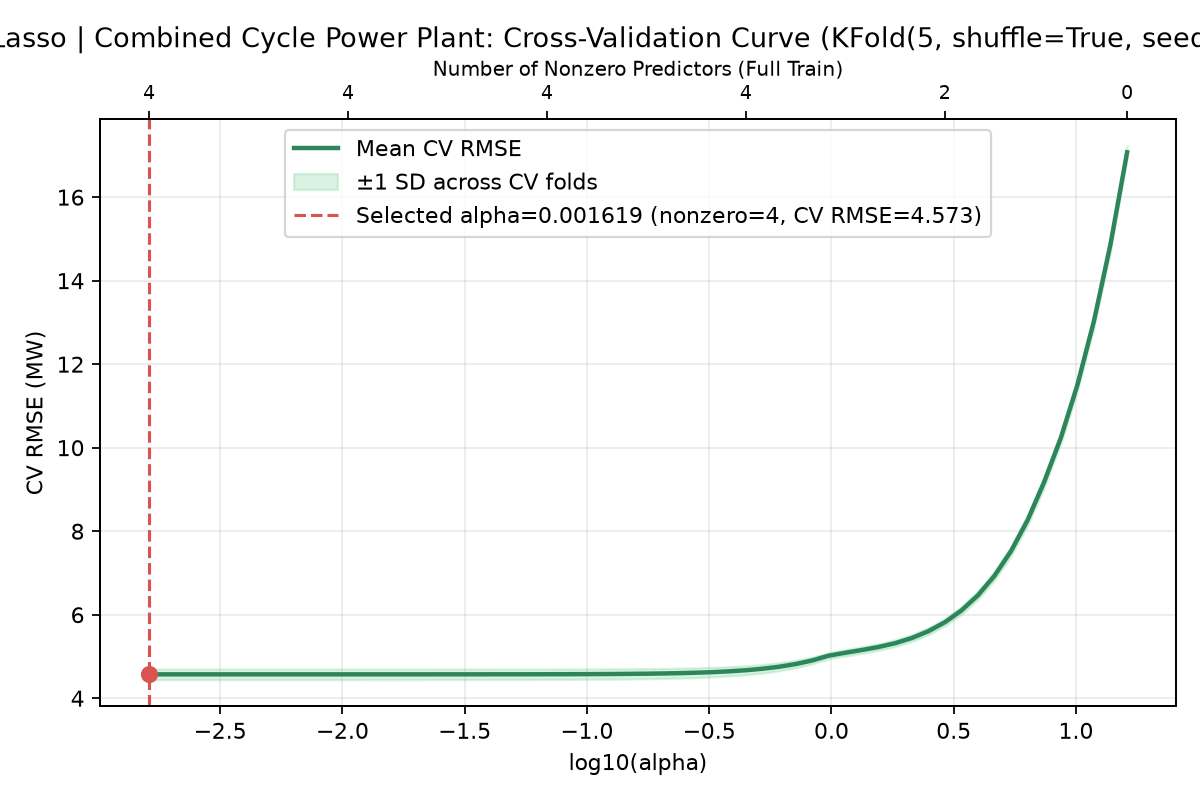 Lasso | Combined Cycle Power Plant: Cross-Validation Curve (KFold(5, shuffle=True, seed
Number of Nonzero Predictors (Full Train)
4 4 4 4 2 0
Mean CV RMSE
±1 SD across CV folds
Selected alpha=0.001619 (nonzero=4, CV RMSE=4.573)
CV RMSE (MW)
16
14
12
10
8
6
4
−2.5 −2.0 −1.5 −1.0 −0.5 0.0 0.5 1.0
log10(alpha)